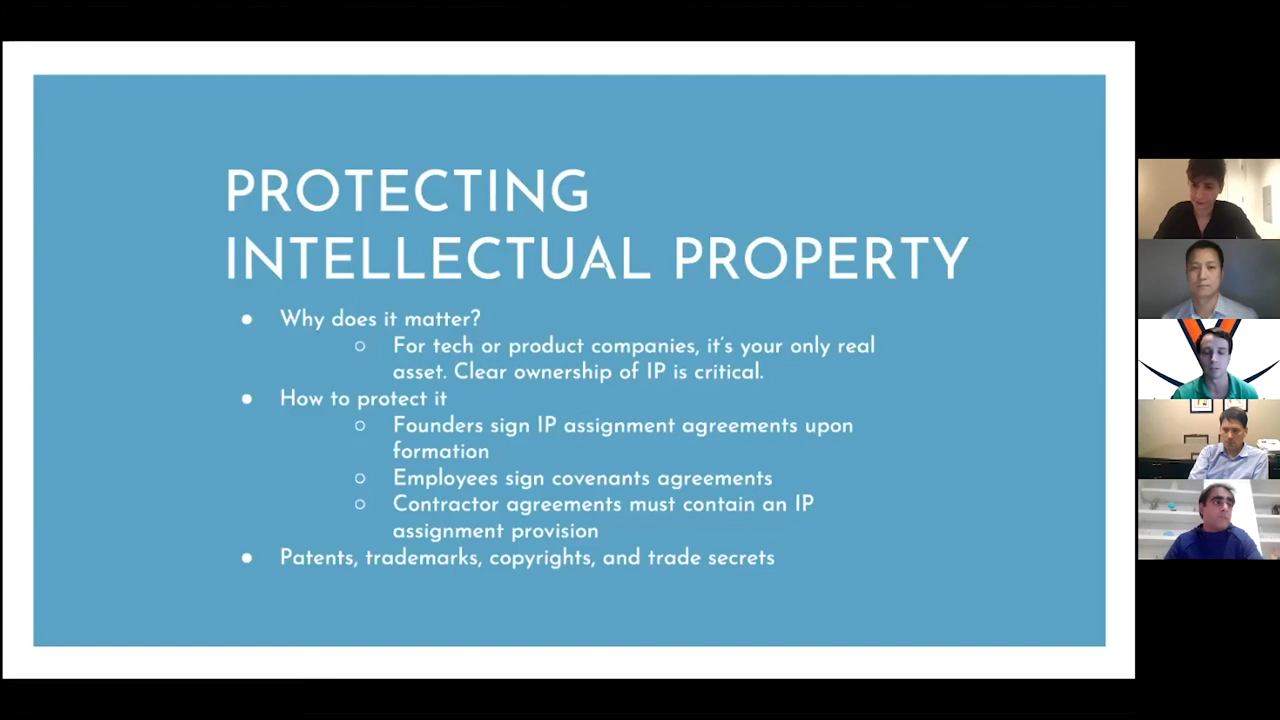 PROTECTING
INTELLECTUAL PROPERTY
● Why does it matter?
○ For tech or product companies, it's your only real
asset. Clear ownership of IP is critical.
● How to protect it
○ Founders sign IP assignment agreements upon
formation
○ Employees sign covenants agreements
○ Contractor agreements must contain an IP
assignment provision
● Patents, trademarks, copyrights, and trade secrets